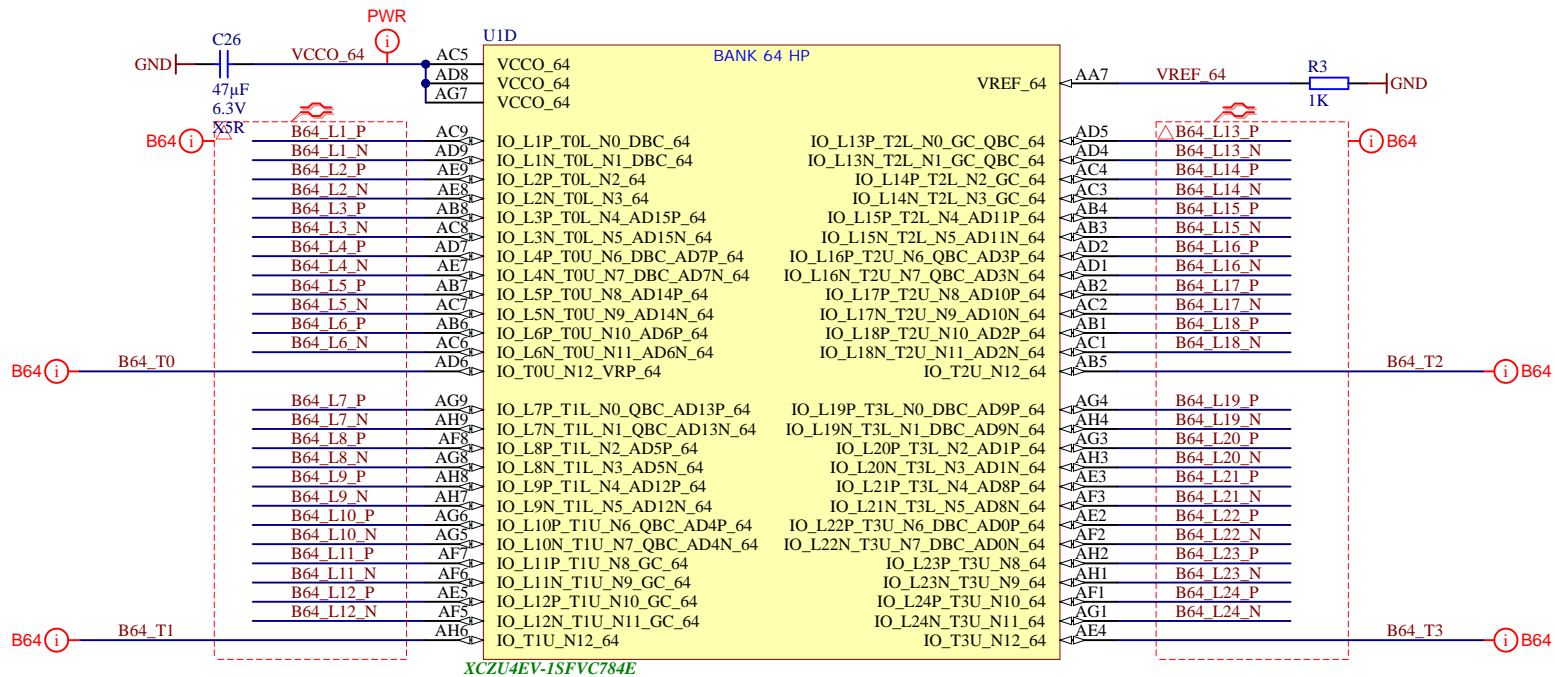 PWR
C26
U1D
GND VCCO_64 AC5 VCCO_64 BANK 64 HP
AD8 VCCO_64 VREF_64 AA7 VREF_64 R3 GND
47µF AG7 VCCO_64 1K
6.3V
X5R
B64 i B64_L1_P AC9 IO_L1P_T0L_N0_DBC_64 IO_L13P_T2L_N0_GC_QBC_64 AD5 B64_L13_P i B64
B64_L1_N AD9 IO_L1N_T0L_N1_DBC_64 IO_L13N_T2L_N1_GC_QBC_64 AD4 B64_L13_N
B64_L2_P AE9 IO_L2P_T0L_N2_64 IO_L14P_T2L_N2_GC_64 AC4 B64_L14_P
B64_L2_N AE8 IO_L2N_T0L_N3_64 IO_L14N_T2L_N3_GC_64 AC3 B64_L14_N
B64_L3_P AB8 IO_L3P_T0L_N4_AD15P_64 IO_L15P_T2L_N4_AD11P_64 AB4 B64_L15_P
B64_L3_N AC8 IO_L3N_T0L_N5_AD15N_64 IO_L15N_T2L_N5_AD11N_64 AB3 B64_L15_N
B64_L4_P AD7 IO_L4P_T0U_N6_DBC_AD7P_64 IO_L16P_T2U_N6_QBC_AD3P_64 AD2 B64_L16_P
B64_L4_N AE7 IO_L4N_T0U_N7_DBC_AD7N_64 IO_L16N_T2U_N7_QBC_AD3N_64 AD1 B64_L16_N
B64_L5_P AB7 IO_L5P_T0U_N8_AD14P_64 IO_L17P_T2U_N8_AD10P_64 AB2 B64_L17_P
B64_L5_N AC7 IO_L5N_T0U_N9_AD14N_64 IO_L17N_T2U_N9_AD10N_64 AC2 B64_L17_N
B64_L6_P AB6 IO_L6P_T0U_N10_AD6P_64 IO_L18P_T2U_N10_AD2P_64 AB1 B64_L18_P
B64_L6_N AC6 IO_L6N_T0U_N11_AD6N_64 IO_L18N_T2U_N11_AD2N_64 AC1 B64_L18_N
B64 i B64_T0 AD6 IO_T0U_N12_VRP_64 IO_T2U_N12_64 AB5 B64_T2 i B64
B64_L7_P AG9 IO_L7P_T1L_N0_QBC_AD13P_64 IO_L19P_T3L_N0_DBC_AD9P_64 AG4 B64_L19_P
B64_L7_N AH9 IO_L7N_T1L_N1_QBC_AD13N_64 IO_L19N_T3L_N1_DBC_AD9N_64 AH4 B64_L19_N
B64_L8_P AF8 IO_L8P_T1L_N2_AD5P_64 IO_L20P_T3L_N2_AD1P_64 AG3 B64_L20_P
B64_L8_N AG8 IO_L8N_T1L_N3_AD5N_64 IO_L20N_T3L_N3_AD1N_64 AH3 B64_L20_N
B64_L9_P AH8 IO_L9P_T1L_N4_AD12P_64 IO_L21P_T3L_N4_AD8P_64 AE3 B64_L21_P
B64_L9_N AH7 IO_L9N_T1L_N5_AD12N_64 IO_L21N_T3L_N5_AD8N_64 AF3 B64_L21_N
B64_L10_P AG6 IO_L10P_T1U_N6_QBC_AD4P_64 IO_L22P_T3U_N6_DBC_AD0P_64 AE2 B64_L22_P
B64_L10_N AG5 IO_L10N_T1U_N7_QBC_AD4N_64 IO_L22N_T3U_N7_DBC_AD0N_64 AF2 B64_L22_N
B64_L11_P AF7 IO_L11P_T1U_N8_GC_64 IO_L23P_T3U_N8_64 AH2 B64_L23_P
B64_L11_N AF6 IO_L11N_T1U_N9_GC_64 IO_L23N_T3U_N9_64 AH1 B64_L23_N
B64_L12_P AE5 IO_L12P_T1U_N10_GC_64 IO_L24P_T3U_N10_64 AF1 B64_L24_P
B64_L12_N AF5 IO_L12N_T1U_N11_GC_64 IO_L24N_T3U_N11_64 AG1 B64_L24_N
B64 i B64_T1 AH6 IO_T1U_N12_64 IO_T3U_N12_64 AE4 B64_T3 i B64
XCZU4EV-1SFVC784E